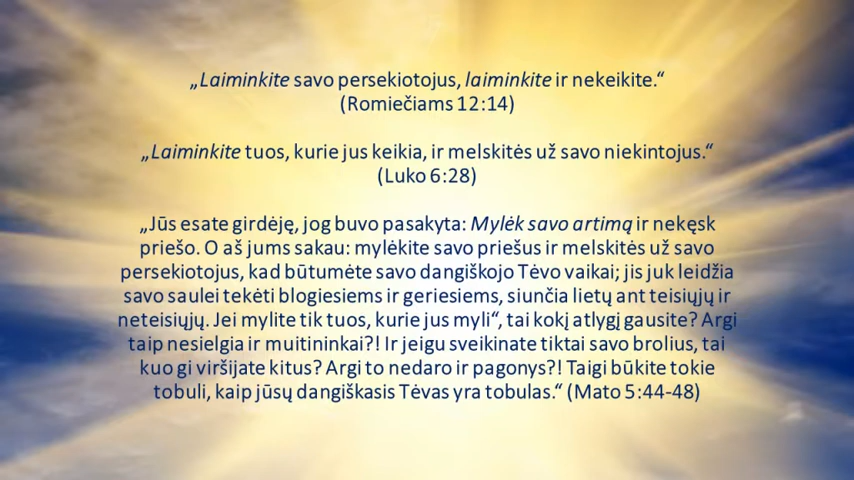 „Laiminkite savo persekiotojus, laiminkite ir nekeikite.“
(Romiečiams 12:14)
„Laiminkite tuos, kurie jus keikia, ir melskitės už savo niekintojus.“
(Luko 6:28)
„Jūs esate girdėję, jog buvo pasakyta: Mylėk savo artimą ir nekęsk
priešo. O aš jums sakau: mylėkite savo priešus ir melskitės už savo
persekiotojus, kad būtumėte savo dangiškojo Tėvo vaikai; jis juk leidžia
savo saulei tekėti blogiesiems ir geriesiems, siunčia lietų ant teisiųjų ir
neteisiųjų. Jei mylite tik tuos, kurie jus myli“, tai kokį atlygį gausite? Argi
taip nesielgia ir muitininkai?! Ir jeigu sveikinate tiktai savo brolius, tai
kuo gi viršijate kitus? Argi to nedaro ir pagonys?! Taigi būkite tokie
tobuli, kaip jūsų dangiškasis Tėvas yra tobulas.“ (Mato 5:44-48)